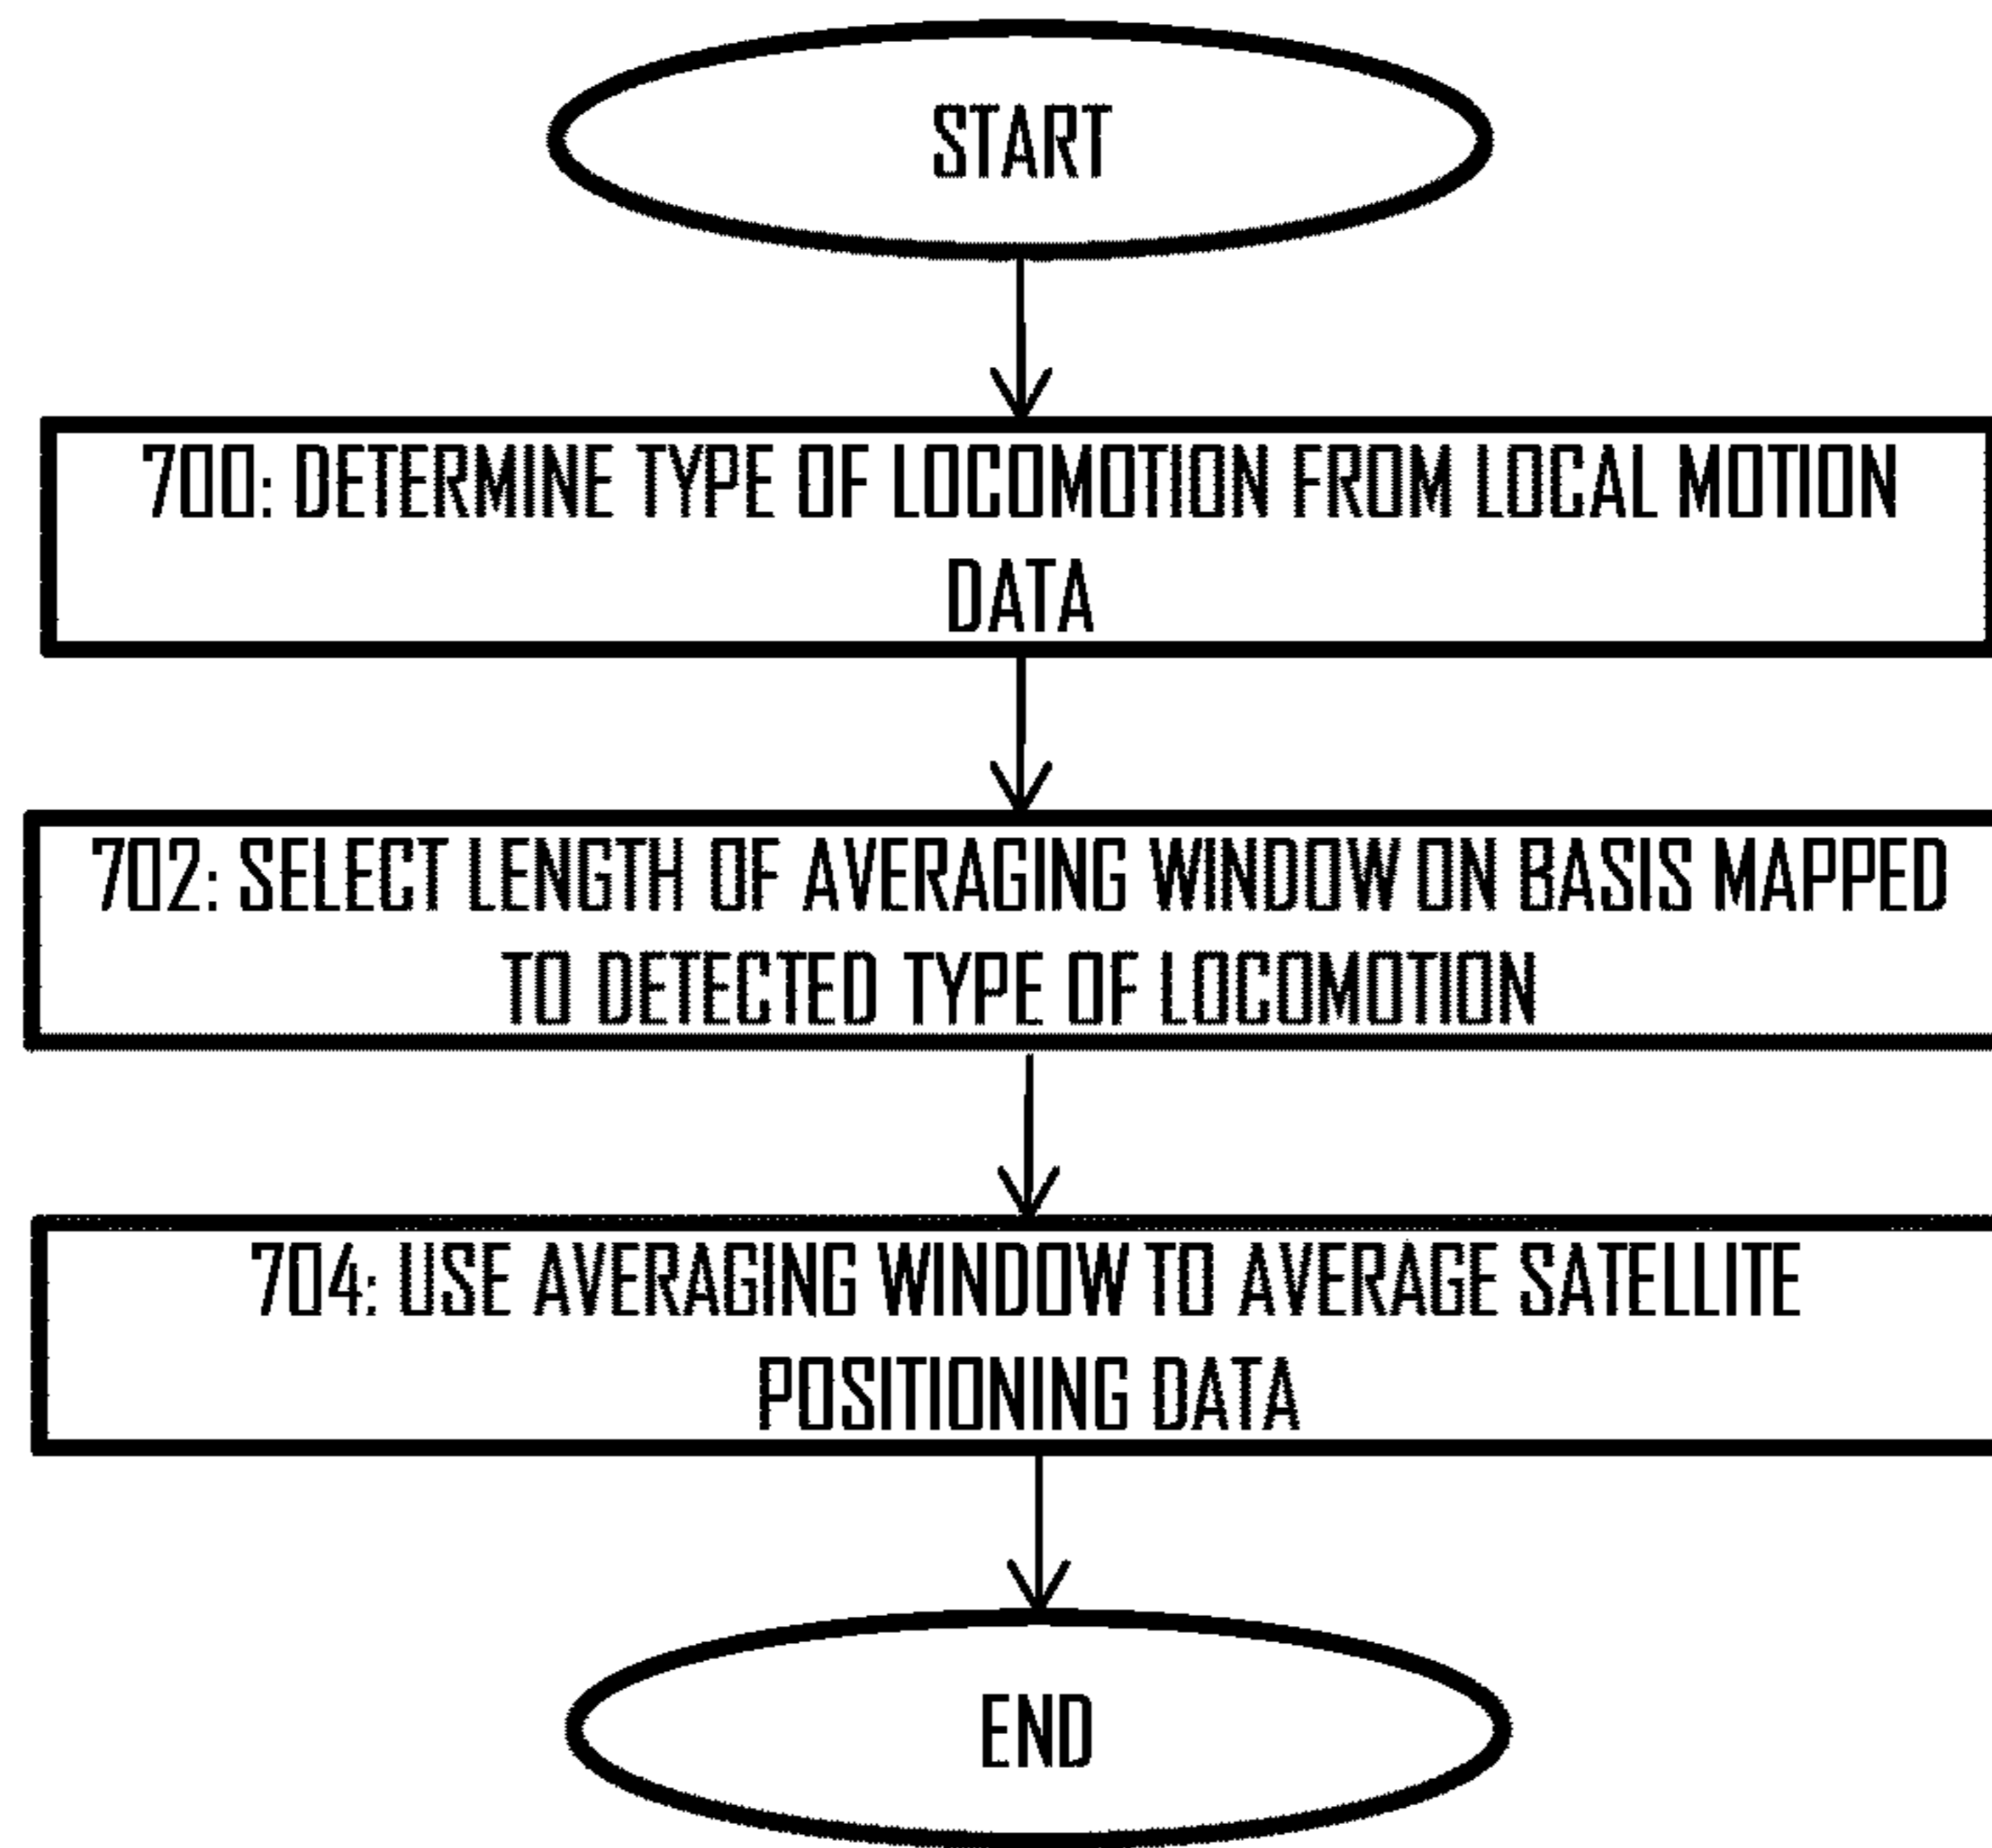 START
700: DETERMINE TYPE OF LOCOMOTION FROM LOCAL MOTION
DATA
702: SELECT LENGTH OF AVERAGING WINDOW ON BASIS MAPPED
TO DETECTED TYPE OF LOCOMOTION
704: USE AVERAGING WINDOW TO AVERAGE SATELLITE
POSITIONING DATA
END